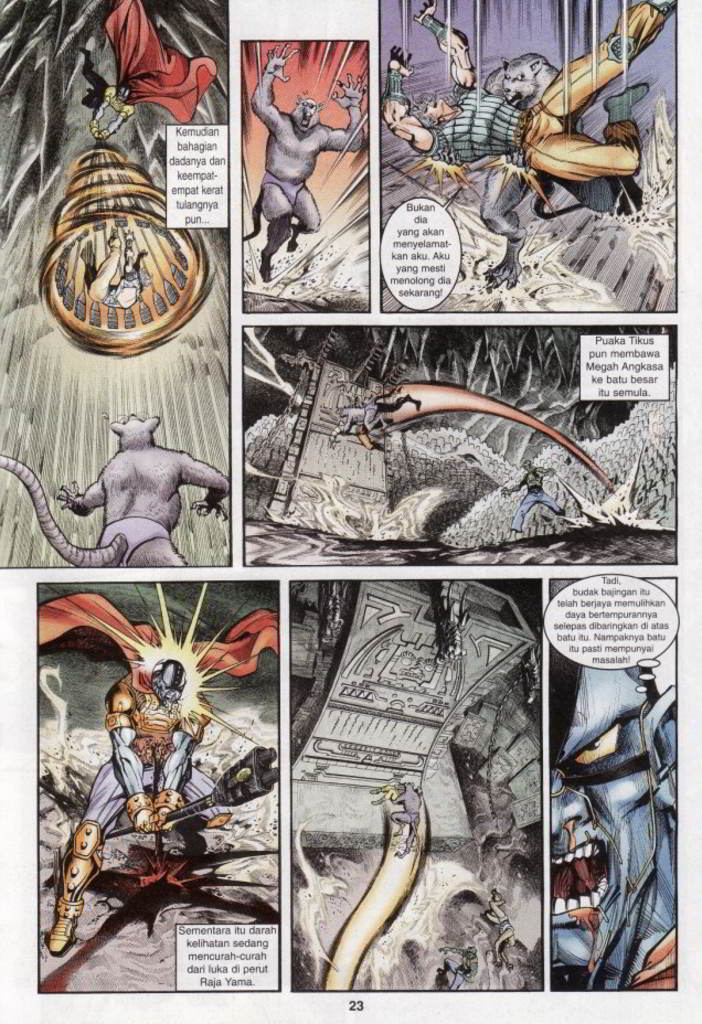 Kemudian
bahagian
dadanya dan
keempat-
empat kerat
tulangnya
pun...
Bukan
dia
yang akan
menyelamat-
kan aku. Aku
yang mesti
menolong dia
sekarang!
Puaka Tikus
pun membawa
Megah Angkasa
ke batu besar
itu semula.
Sementara itu darah
kelihatan sedang
mencurah-curah
dari luka di perut
Raja Yama.
Tadi,
budak bajingan itu
telah berjaya memulihkan
daya bertempurannya
selepas dibaringkan di atas
batu itu. Nampaknya batu
itu pasti mempunyai
masalah!
23